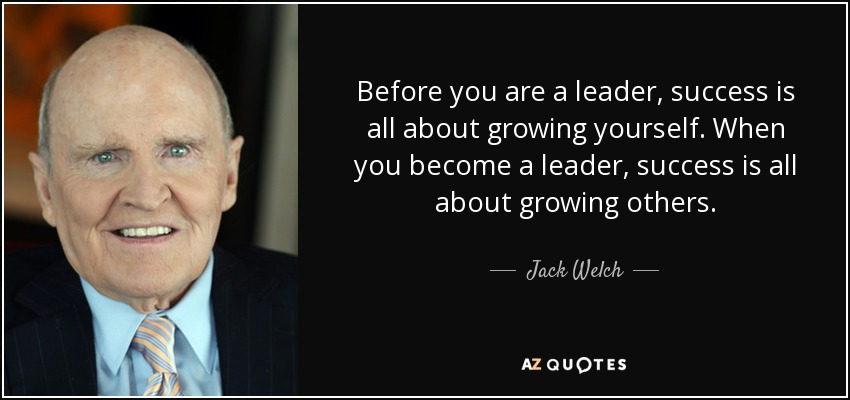 Before you are a leader, success is
all about growing yourself. When
you become a leader, success is all
about growing others.
Jack Welch
AZ QUOTES